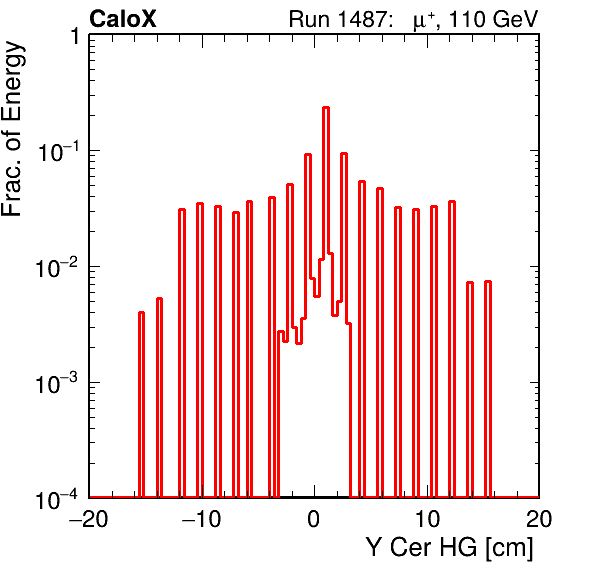 CaloX Run 1487: μ⁺, 110 GeV
Frac. of Energy
1
10⁻¹
10⁻²
10⁻³
10⁻⁴
−20 −10 0 10 20
Y Cer HG [cm]